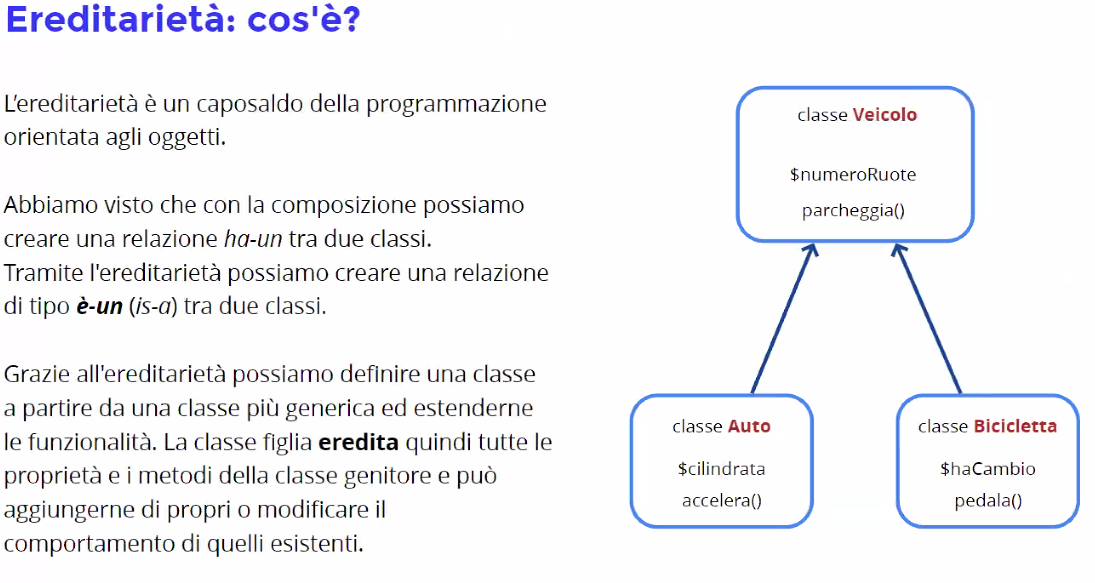 Ereditarietà: cos'è?
L'ereditarietà è un caposaldo della programmazione
orientata agli oggetti.
Abbiamo visto che con la composizione possiamo
creare una relazione ha-un tra due classi.
Tramite l'ereditarietà possiamo creare una relazione
di tipo è-un (is-a) tra due classi.
Grazie all'ereditarietà possiamo definire una classe
a partire da una classe più generica ed estenderne
le funzionalità. La classe figlia eredita quindi tutte le
proprietà e i metodi della classe genitore e può
aggiungerne di propri o modificare il
comportamento di quelli esistenti.
classe Veicolo
$numeroRuote
parcheggia()
classe Auto
$cilindrata
accelera()
classe Bicicletta
$haCambio
pedala()